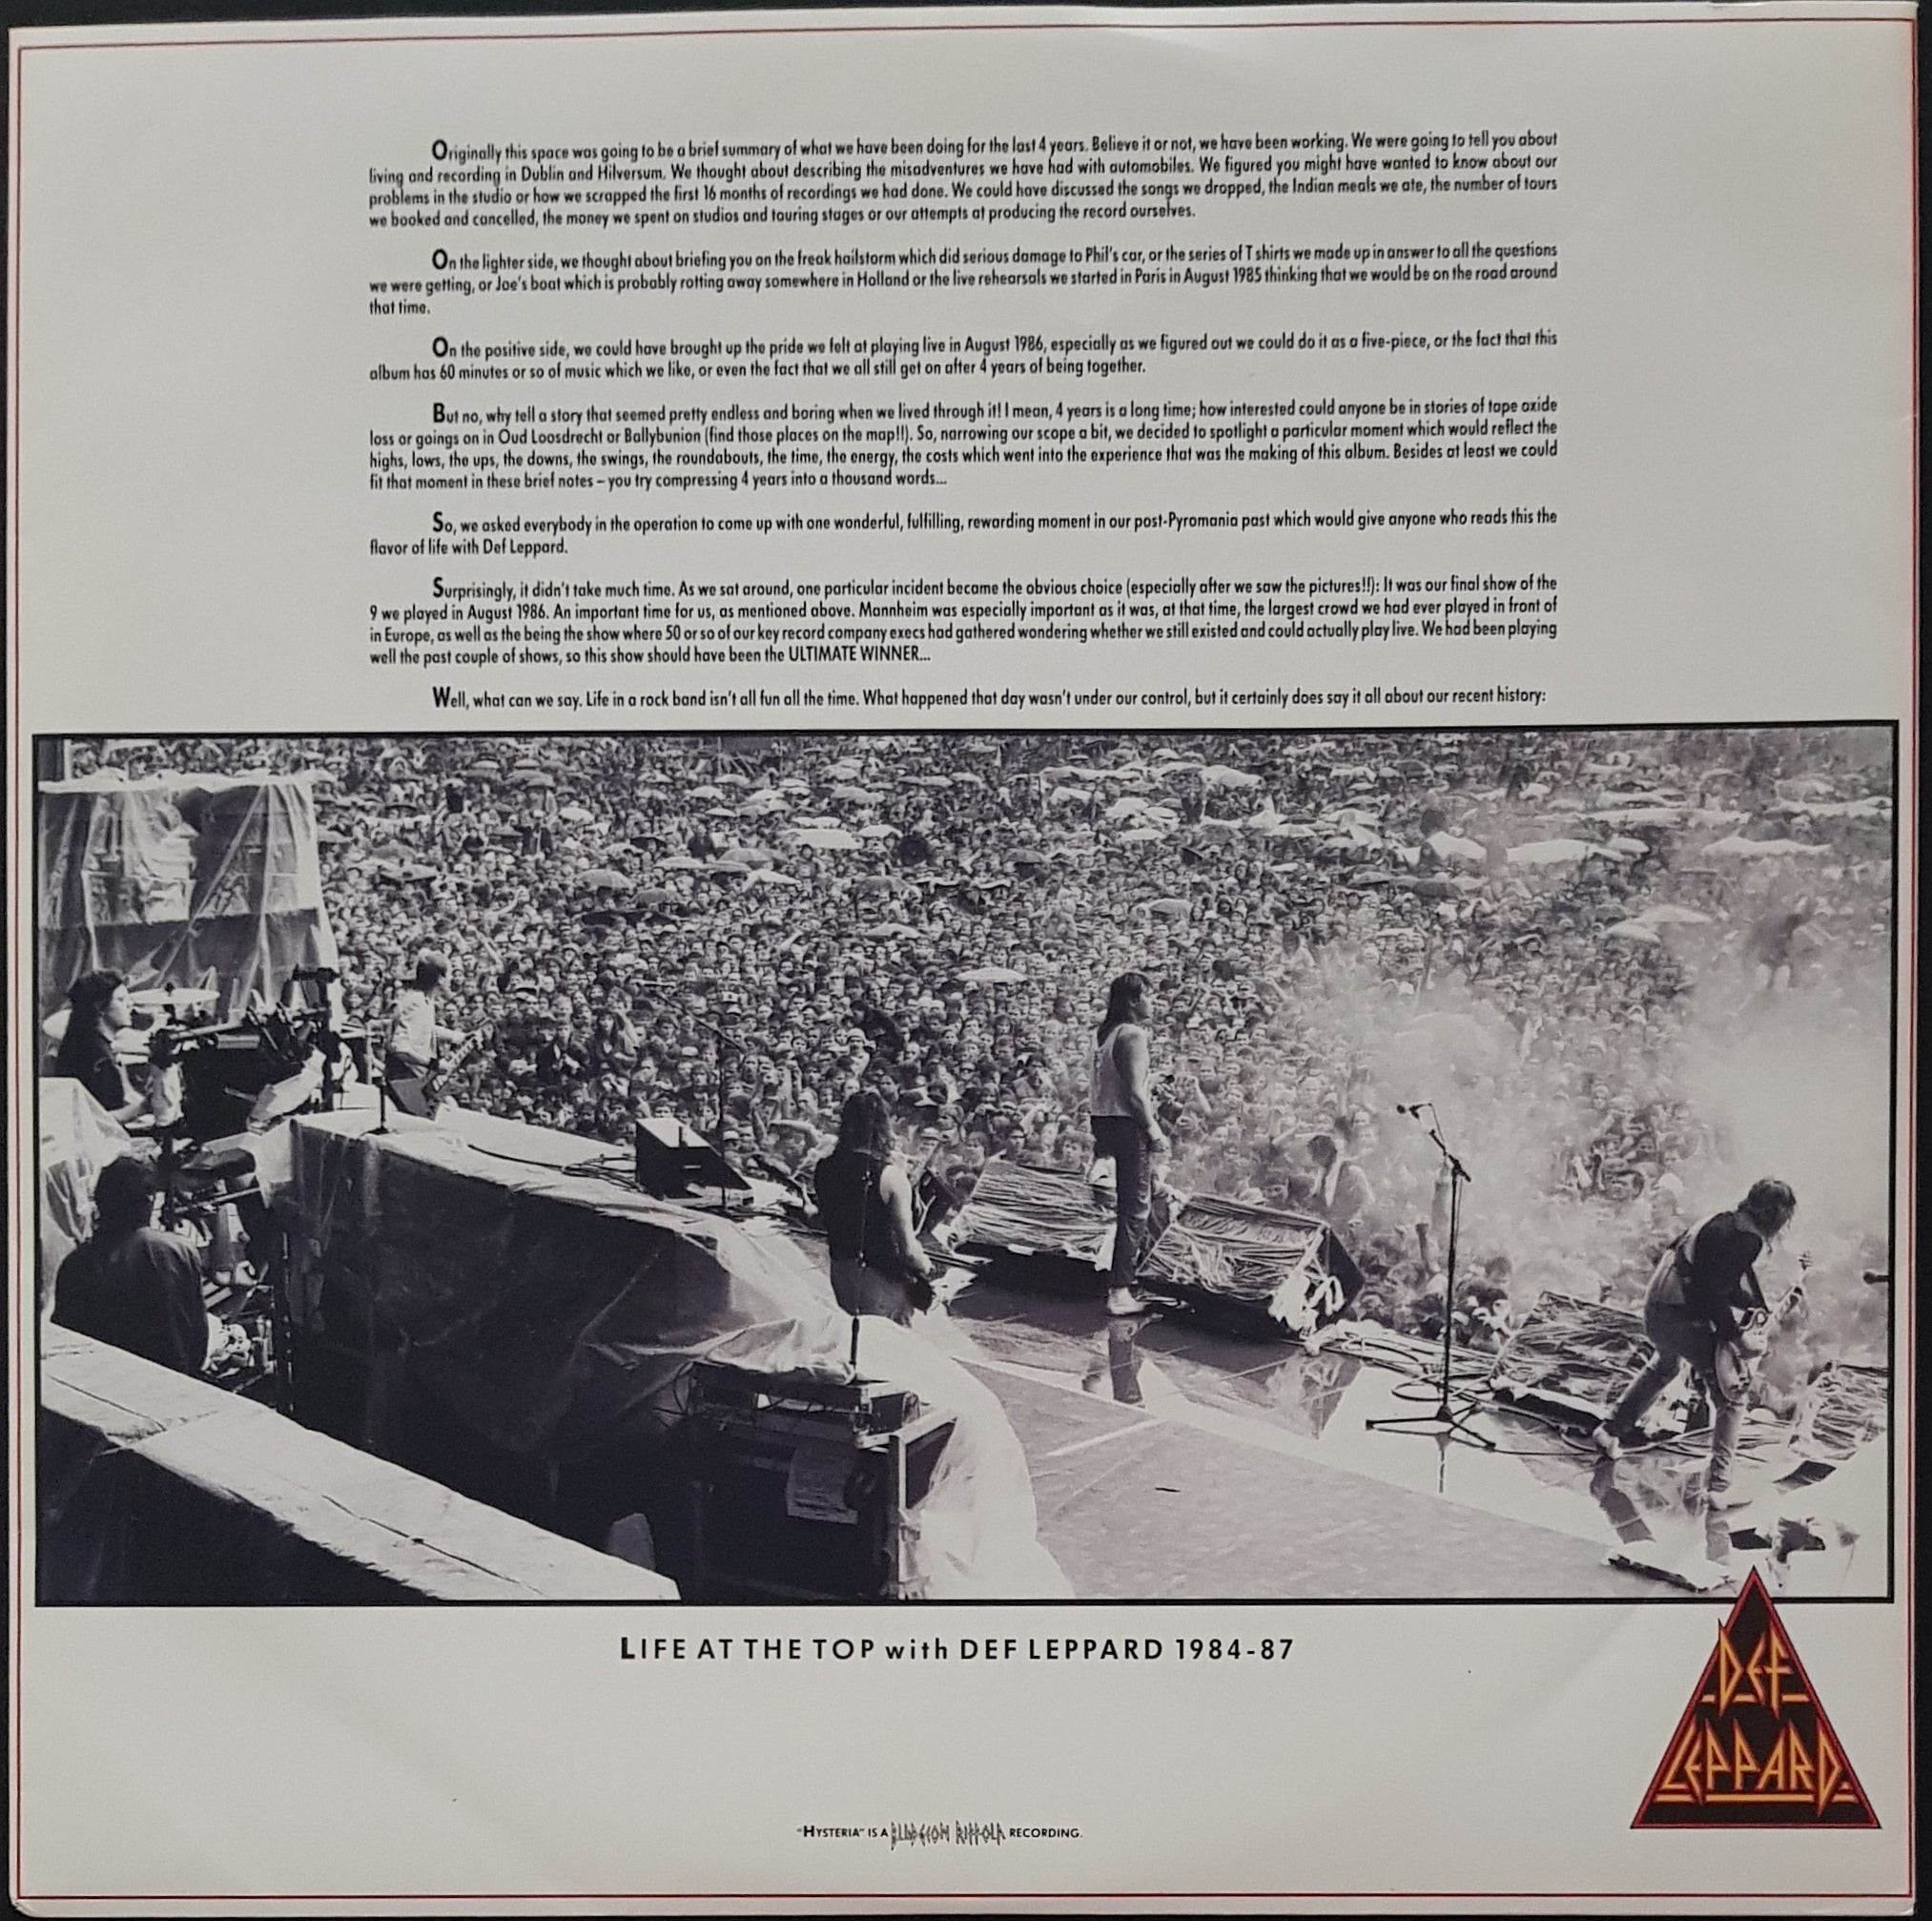 Originally this space was going to be a brief summary of what we have been doing for the last 4 years. Believe it or not, we have been working. We were going to tell you about
living and recording in Dublin and Hilversum. We thought about describing the misadventures we have had with automobiles. We figured you might have wanted to know about our
problems in the studio or how we scrapped the first 16 months of recordings we had done. We could have discussed the songs we dropped, the Indian meals we ate, the number of tours
we booked and cancelled, the money we spent on studios and touring stages or our attempts at producing the record ourselves.
On the lighter side, we thought about briefing you on the freak hailstorm which did serious damage to Phil's car, or the series of T shirts we made up in answer to all the questions
we were getting, or Joe's boat which is probably rotting away somewhere in Holland or the live rehearsals we started in Paris in August 1985 thinking that we would be on the road around
that time.
On the positive side, we could have brought up the pride we felt at playing live in August 1986, especially as we figured out we could do it as a five-piece, or the fact that this
album has 60 minutes or so of music which we like, or even the fact that we all still get on after 4 years of being together.
But no, why tell a story that seemed pretty endless and boring when we lived through it! I mean, 4 years is a long time; how interested could anyone be in stories of tape oxide
loss or goings on in Oud Loosdrecht or Ballybunion (find those places on the map!!). So, narrowing our scope a bit, we decided to spotlight a particular moment which would reflect the
highs, lows, the ups, the downs, the swings, the roundabouts, the time, the energy, the costs which went into the experience that was the making of this album. Besides at least we could
fit that moment in these brief notes – you try compressing 4 years into a thousand words...
So, we asked everybody in the operation to come up with one wonderful, fulfilling, rewarding moment in our post-Pyromania past which would give anyone who reads this the
flavor of life with Def Leppard.
Surprisingly, it didn't take much time. As we sat around, one particular incident became the obvious choice (especially after we saw the pictures!!): It was our final show of the
9 we played in August 1986. An important time for us, as mentioned above. Mannheim was especially important as it was, at that time, the largest crowd we had ever played in front of
in Europe, as well as the being the show where 50 or so of our key record company execs had gathered wondering whether we still existed and could actually play live. We had been playing
well the past couple of shows, so this show should have been the ULTIMATE WINNER...
Well, what can we say. Life in a rock band isn't all fun all the time. What happened that day wasn't under our control, but it certainly does say it all about our recent history:
LIFE AT THE TOP with DEF LEPPARD 1984-87
DEF
LEPPARD
"HYSTERIA" IS A BLUDGEON RIFFOLA RECORDING.